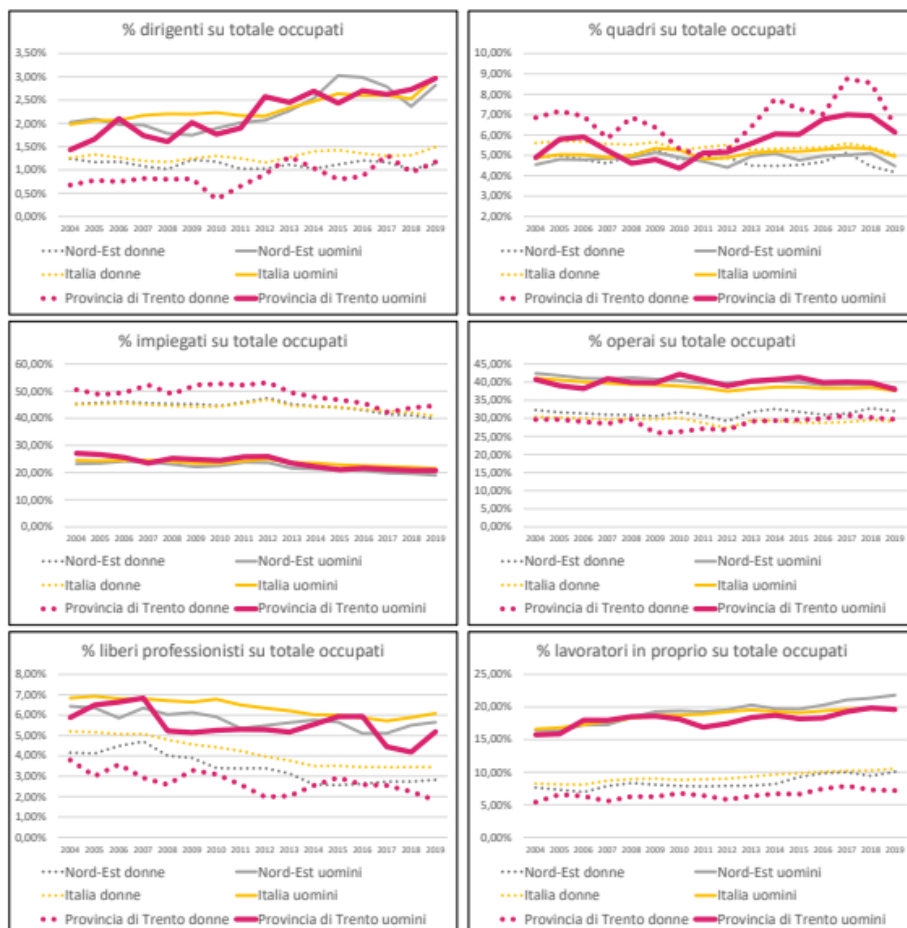 % dirigenti su totale occupati
3,50%
3,00%
2,50%
2,00%
1,50%
1,00%
0,50%
0,00%
2004 2005 2006 2007 2008 2009 2010 2011 2012 2013 2014 2015 2016 2017 2018 2019
Nord-Est donne Nord-Est uomini
Italia donne Italia uomini
Provincia di Trento donne Provincia di Trento uomini
% quadri su totale occupati
10,00%
9,00%
8,00%
7,00%
6,00%
5,00%
4,00%
3,00%
2,00%
2004 2005 2006 2007 2008 2009 2010 2011 2012 2013 2014 2015 2016 2017 2018 2019
Nord-Est donne Nord-Est uomini
Italia donne Italia uomini
Provincia di Trento donne Provincia di Trento uomini
% impiegati su totale occupati
60,00%
50,00%
40,00%
30,00%
20,00%
10,00%
0,00%
2004 2005 2006 2007 2008 2009 2010 2011 2012 2013 2014 2015 2016 2017 2018 2019
Nord-Est donne Nord-Est uomini
Italia donne Italia uomini
Provincia di Trento donne Provincia di Trento uomini
% operai su totale occupati
45,00%
40,00%
35,00%
30,00%
25,00%
20,00%
15,00%
10,00%
5,00%
0,00%
2004 2005 2006 2007 2008 2009 2010 2011 2012 2013 2014 2015 2016 2017 2018 2019
Nord-Est donne Nord-Est uomini
Italia donne Italia uomini
Provincia di Trento donne Provincia di Trento uomini
% liberi professionisti su totale occupati
8,00%
7,00%
6,00%
5,00%
4,00%
3,00%
2,00%
1,00%
0,00%
2004 2005 2006 2007 2008 2009 2010 2011 2012 2013 2014 2015 2016 2017 2018 2019
Nord-Est donne Nord-Est uomini
Italia donne Italia uomini
Provincia di Trento donne Provincia di Trento uomini
% lavoratori in proprio su totale occupati
25,00%
20,00%
15,00%
10,00%
5,00%
0,00%
2004 2005 2006 2007 2008 2009 2010 2011 2012 2013 2014 2015 2016 2017 2018 2019
Nord-Est donne Nord-Est uomini
Italia donne Italia uomini
Provincia di Trento donne Provincia di Trento uomini